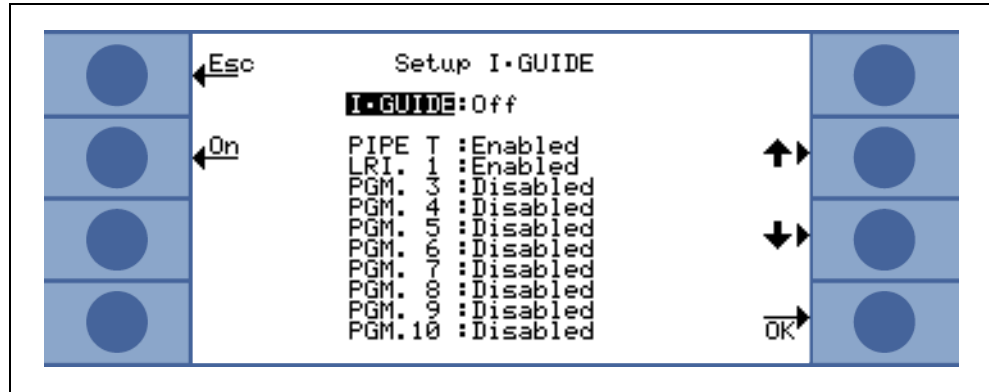 Esc
Setup I•GUIDE
I•GUIDE:Off
On
PIPE T :Enabled
LRI. 1 :Enabled
PGM. 3 :Disabled
PGM. 4 :Disabled
PGM. 5 :Disabled
PGM. 6 :Disabled
PGM. 7 :Disabled
PGM. 8 :Disabled
PGM. 9 :Disabled
PGM.10 :Disabled
OK